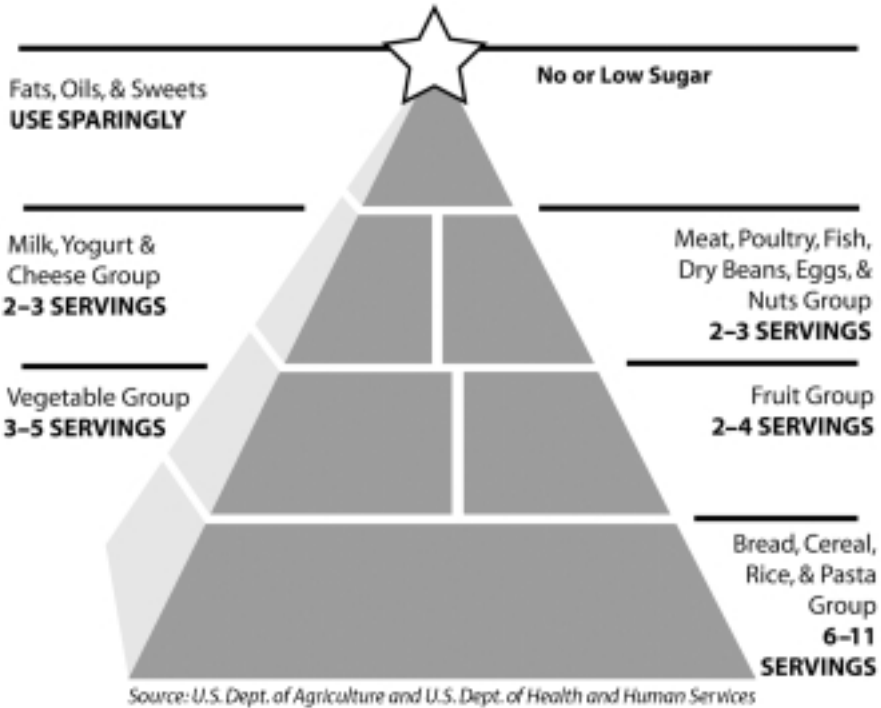 No or Low Sugar
Fats, Oils, & Sweets
USE SPARINGLY
Milk, Yogurt &
Cheese Group
2–3 SERVINGS
Meat, Poultry, Fish,
Dry Beans, Eggs, &
Nuts Group
2–3 SERVINGS
Vegetable Group
3–5 SERVINGS
Fruit Group
2–4 SERVINGS
Bread, Cereal,
Rice, & Pasta
Group
6–11
SERVINGS
Source: U.S. Dept. of Agriculture and U.S. Dept. of Health and Human Services